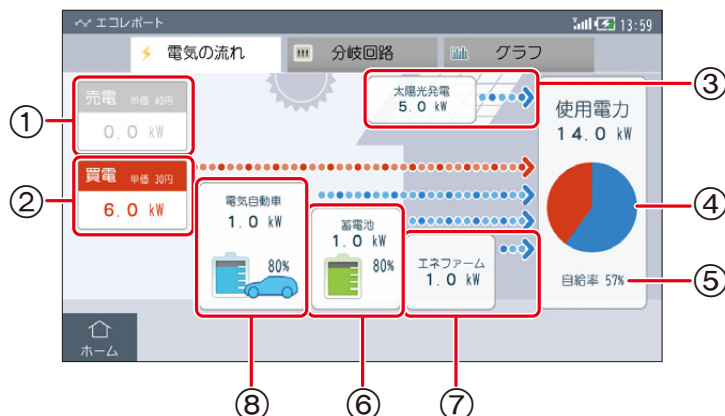 エコレポート
13:59
電気の流れ
分岐回路
グラフ
売電 単価 40円
0.0 kW
太陽光発電
5.0 kW
使用電力
14.0 kW
買電 単価 30円
6.0 kW
電気自動車
1.0 kW
80%
蓄電池
1.0 kW
80%
エネファーム
1.0 kW
自給率 57%
ホーム
①
②
③
④
⑤
⑧
⑥
⑦